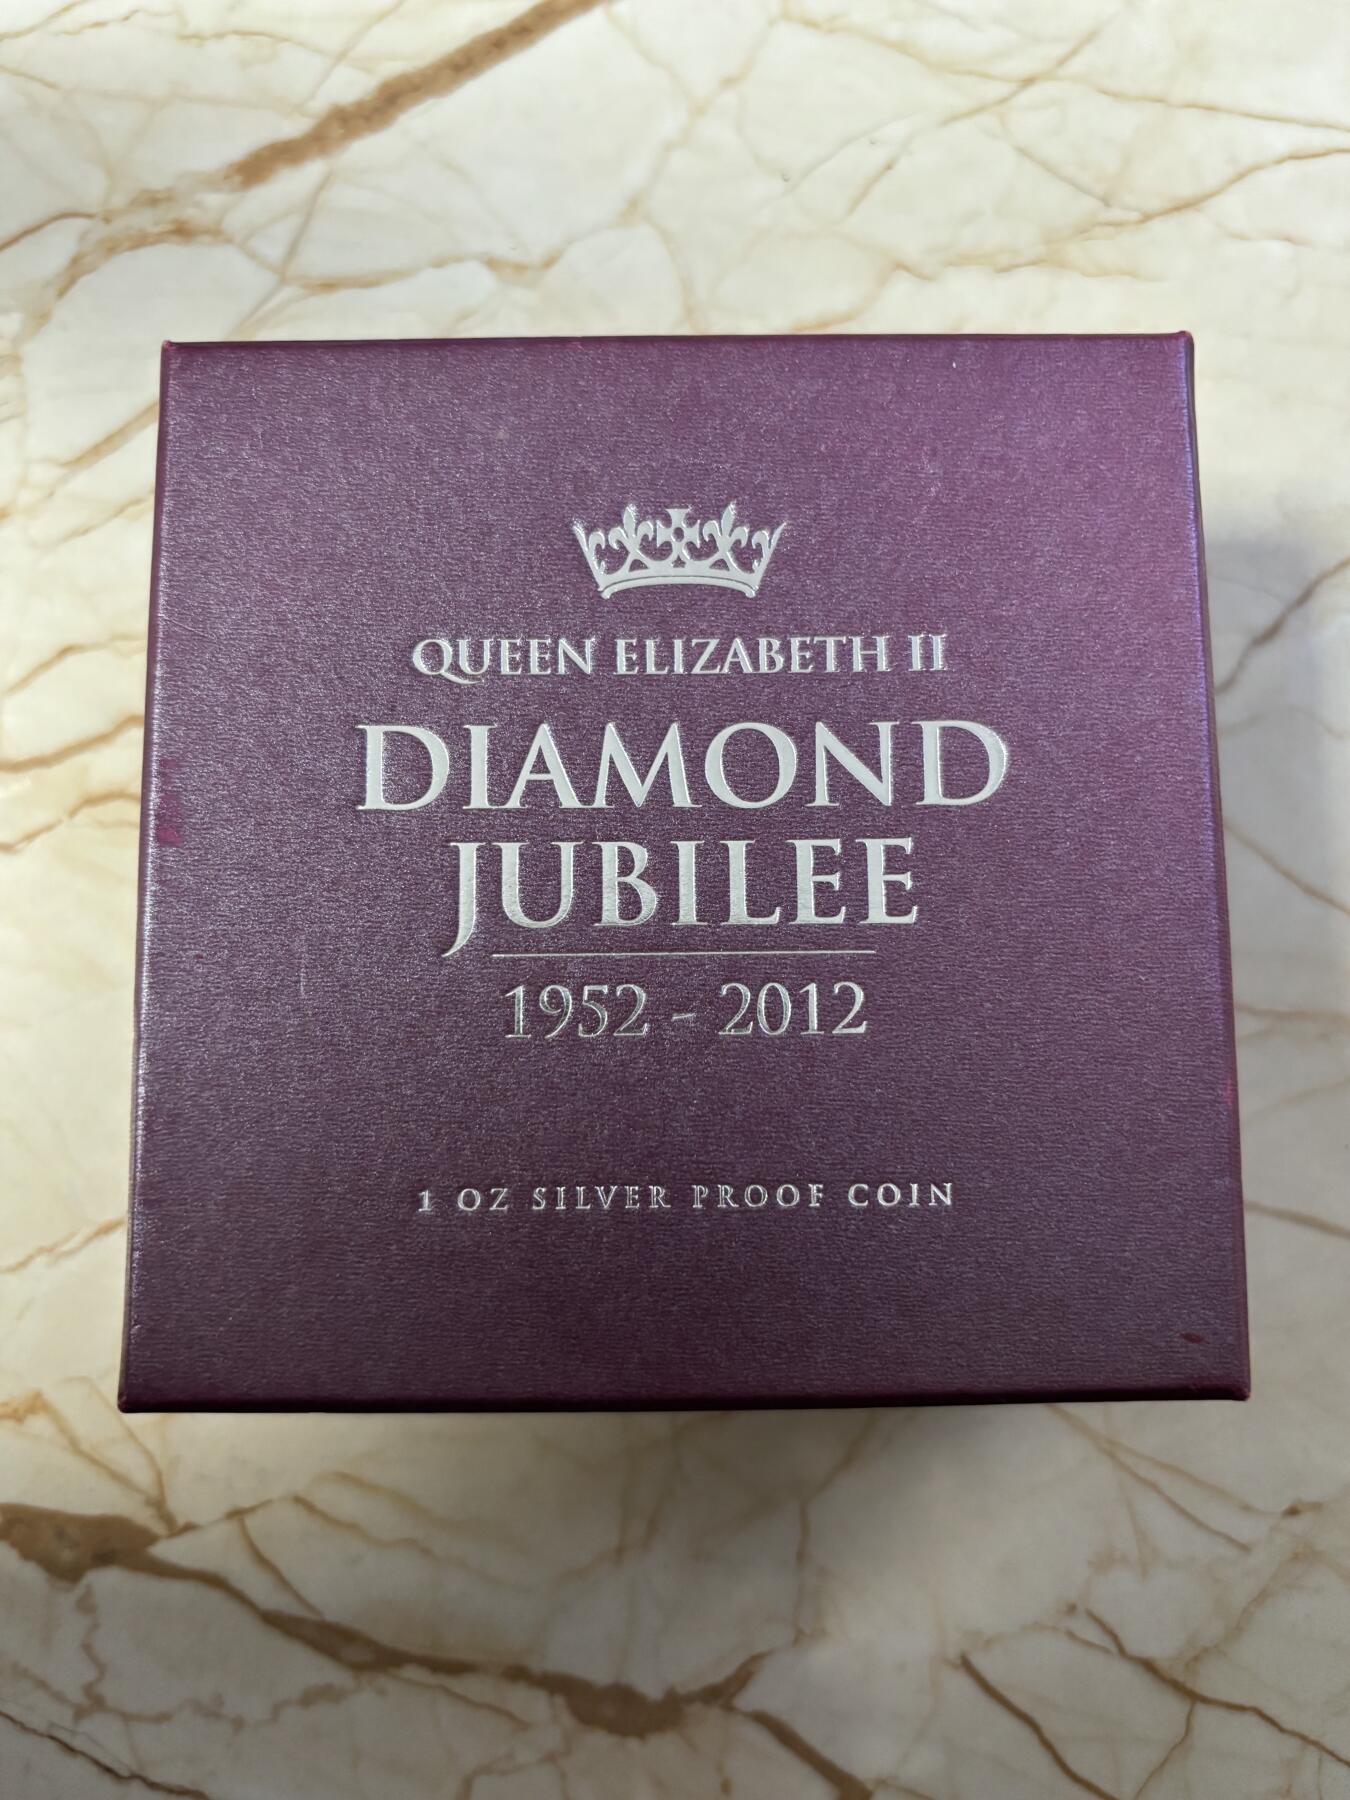 QUEEN ELIZABETH II
DIAMOND
JUBILEE
1952 - 2012
1 OZ SILVER PROOF COIN